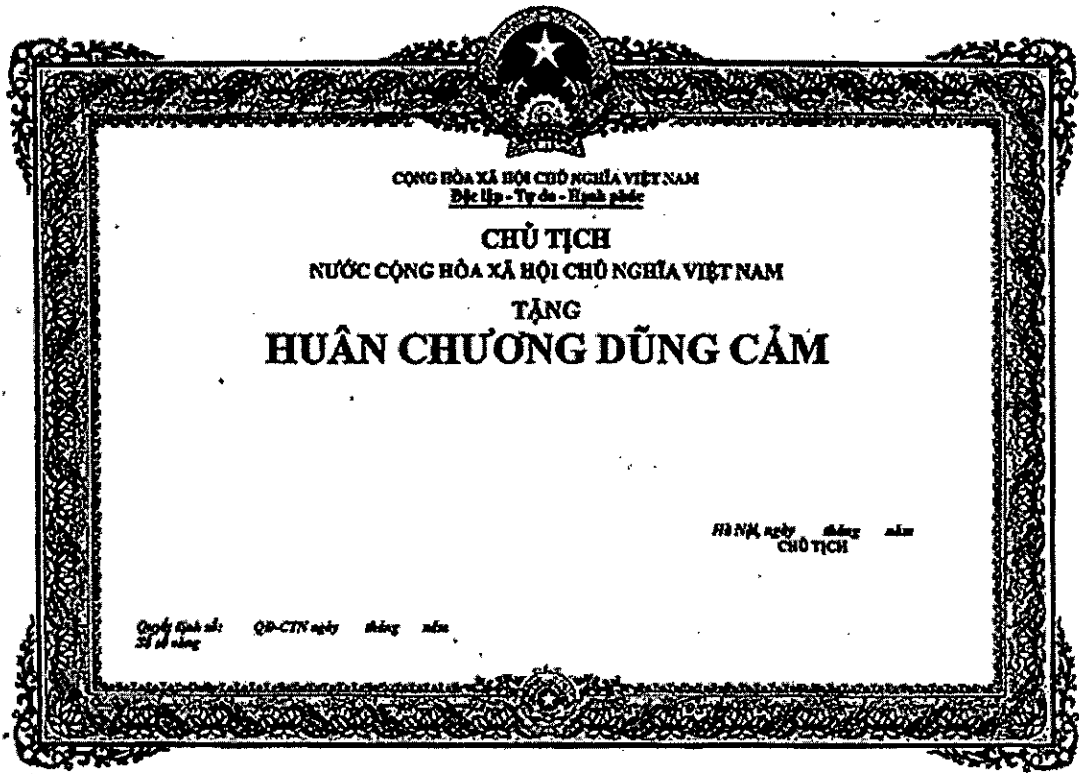 CỘNG HÒA XÃ HỘI CHỦ NGHĨA VIỆT NAM
Độc lập - Tự do - Hạnh phúc
CHỦ TỊCH
NƯỚC CỘNG HÒA XÃ HỘI CHỦ NGHĨA VIỆT NAM
TẶNG
HUÂN CHƯƠNG DŨNG CẢM
Hà Nội, ngày tháng năm
CHỦ TỊCH
Quyết định số: QĐ-CTN ngày tháng năm
Số sổ vàng